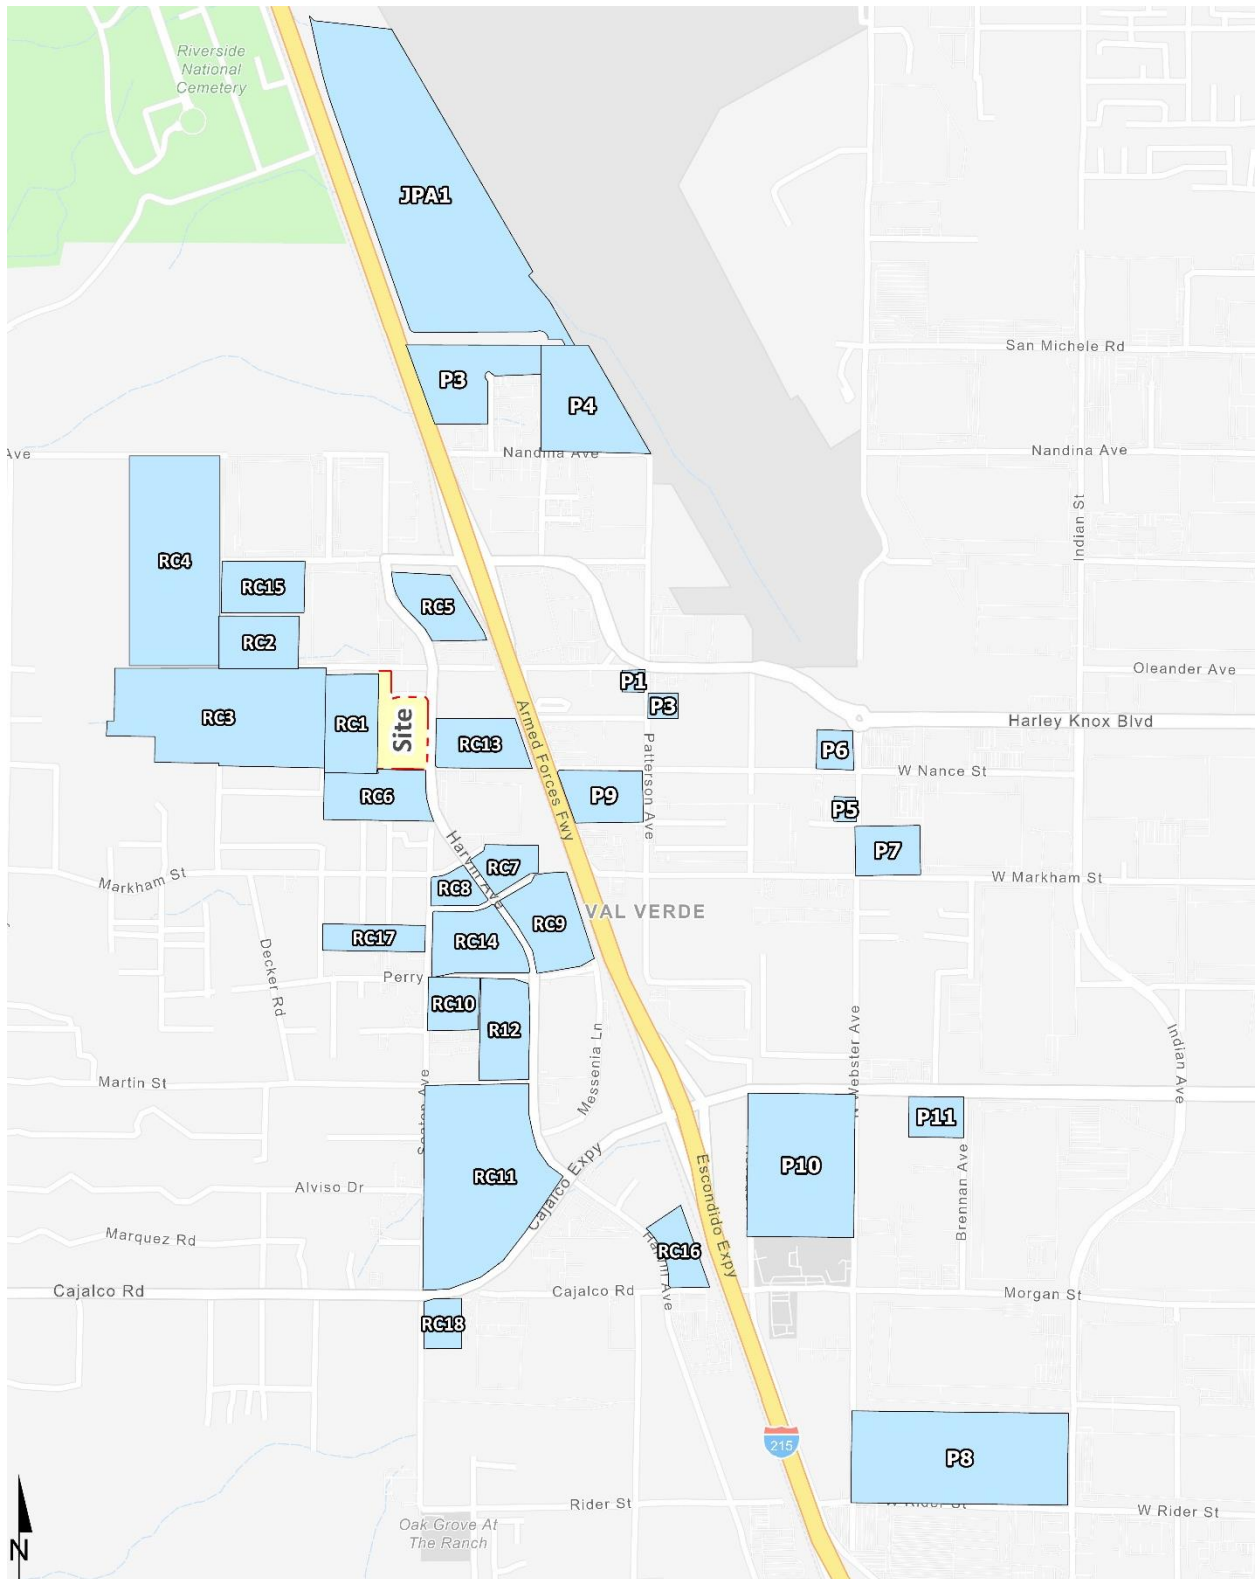 Riverside
National
Cemetery
JPA1
San Michele Rd
P3
P4
Nandina Ave
Nandina Ave
Ave
Indian St
RC4
RC15
RC5
RC2
Oleander Ave
P1
P3
RC3
RC1
Site
RC13
Armed Forces Fwy
Harley Knox Blvd
Patterson Ave
P6
W Nance St
RC6
P9
P5
P7
Harvill Ave
RC7
Markham St
RC8
W Markham St
VAL VERDE
RC9
RC17
RC14
Decker Rd
Perry
RC10
R12
N Webster Ave
Indian Ave
Messenia Ln
Martin St
Seaton Ave
P11
P10
RC11
Brennan Ave
Alviso Dr
Cajalco Expy
Escondido Expy
Marquez Rd
Harvill Ave
RC16
Cajalco Rd
Cajalco Rd
Morgan St
RC18
215
P8
Rider St
W Rider St
W Rider St
Oak Grove At
The Ranch
N